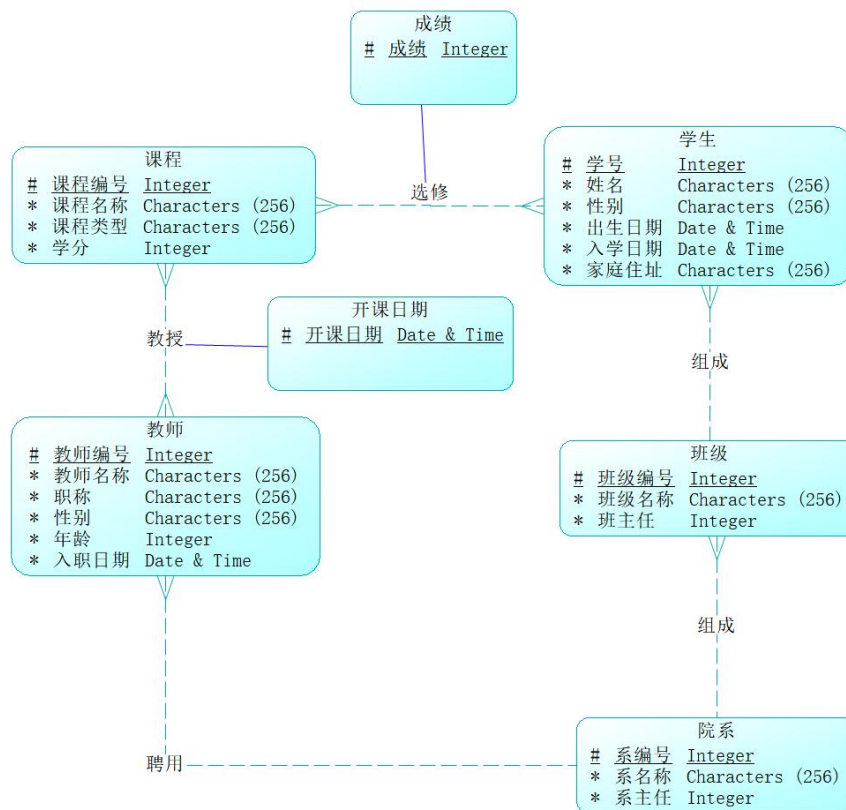 成绩
# 成绩 Integer
课程
# 课程编号 Integer
* 课程名称 Characters (256)
* 课程类型 Characters (256)
* 学分 Integer
选修
学生
# 学号 Integer
* 姓名 Characters (256)
* 性别 Characters (256)
* 出生日期 Date & Time
* 入学日期 Date & Time
* 家庭住址 Characters (256)
教授
开课日期
# 开课日期 Date & Time
组成
教师
# 教师编号 Integer
* 教师名称 Characters (256)
* 职称 Characters (256)
* 性别 Characters (256)
* 年龄 Integer
* 入职日期 Date & Time
班级
# 班级编号 Integer
* 班级名称 Characters (256)
* 班主任 Integer
组成
聘用
院系
# 系编号 Integer
* 系名称 Characters (256)
* 系主任 Integer